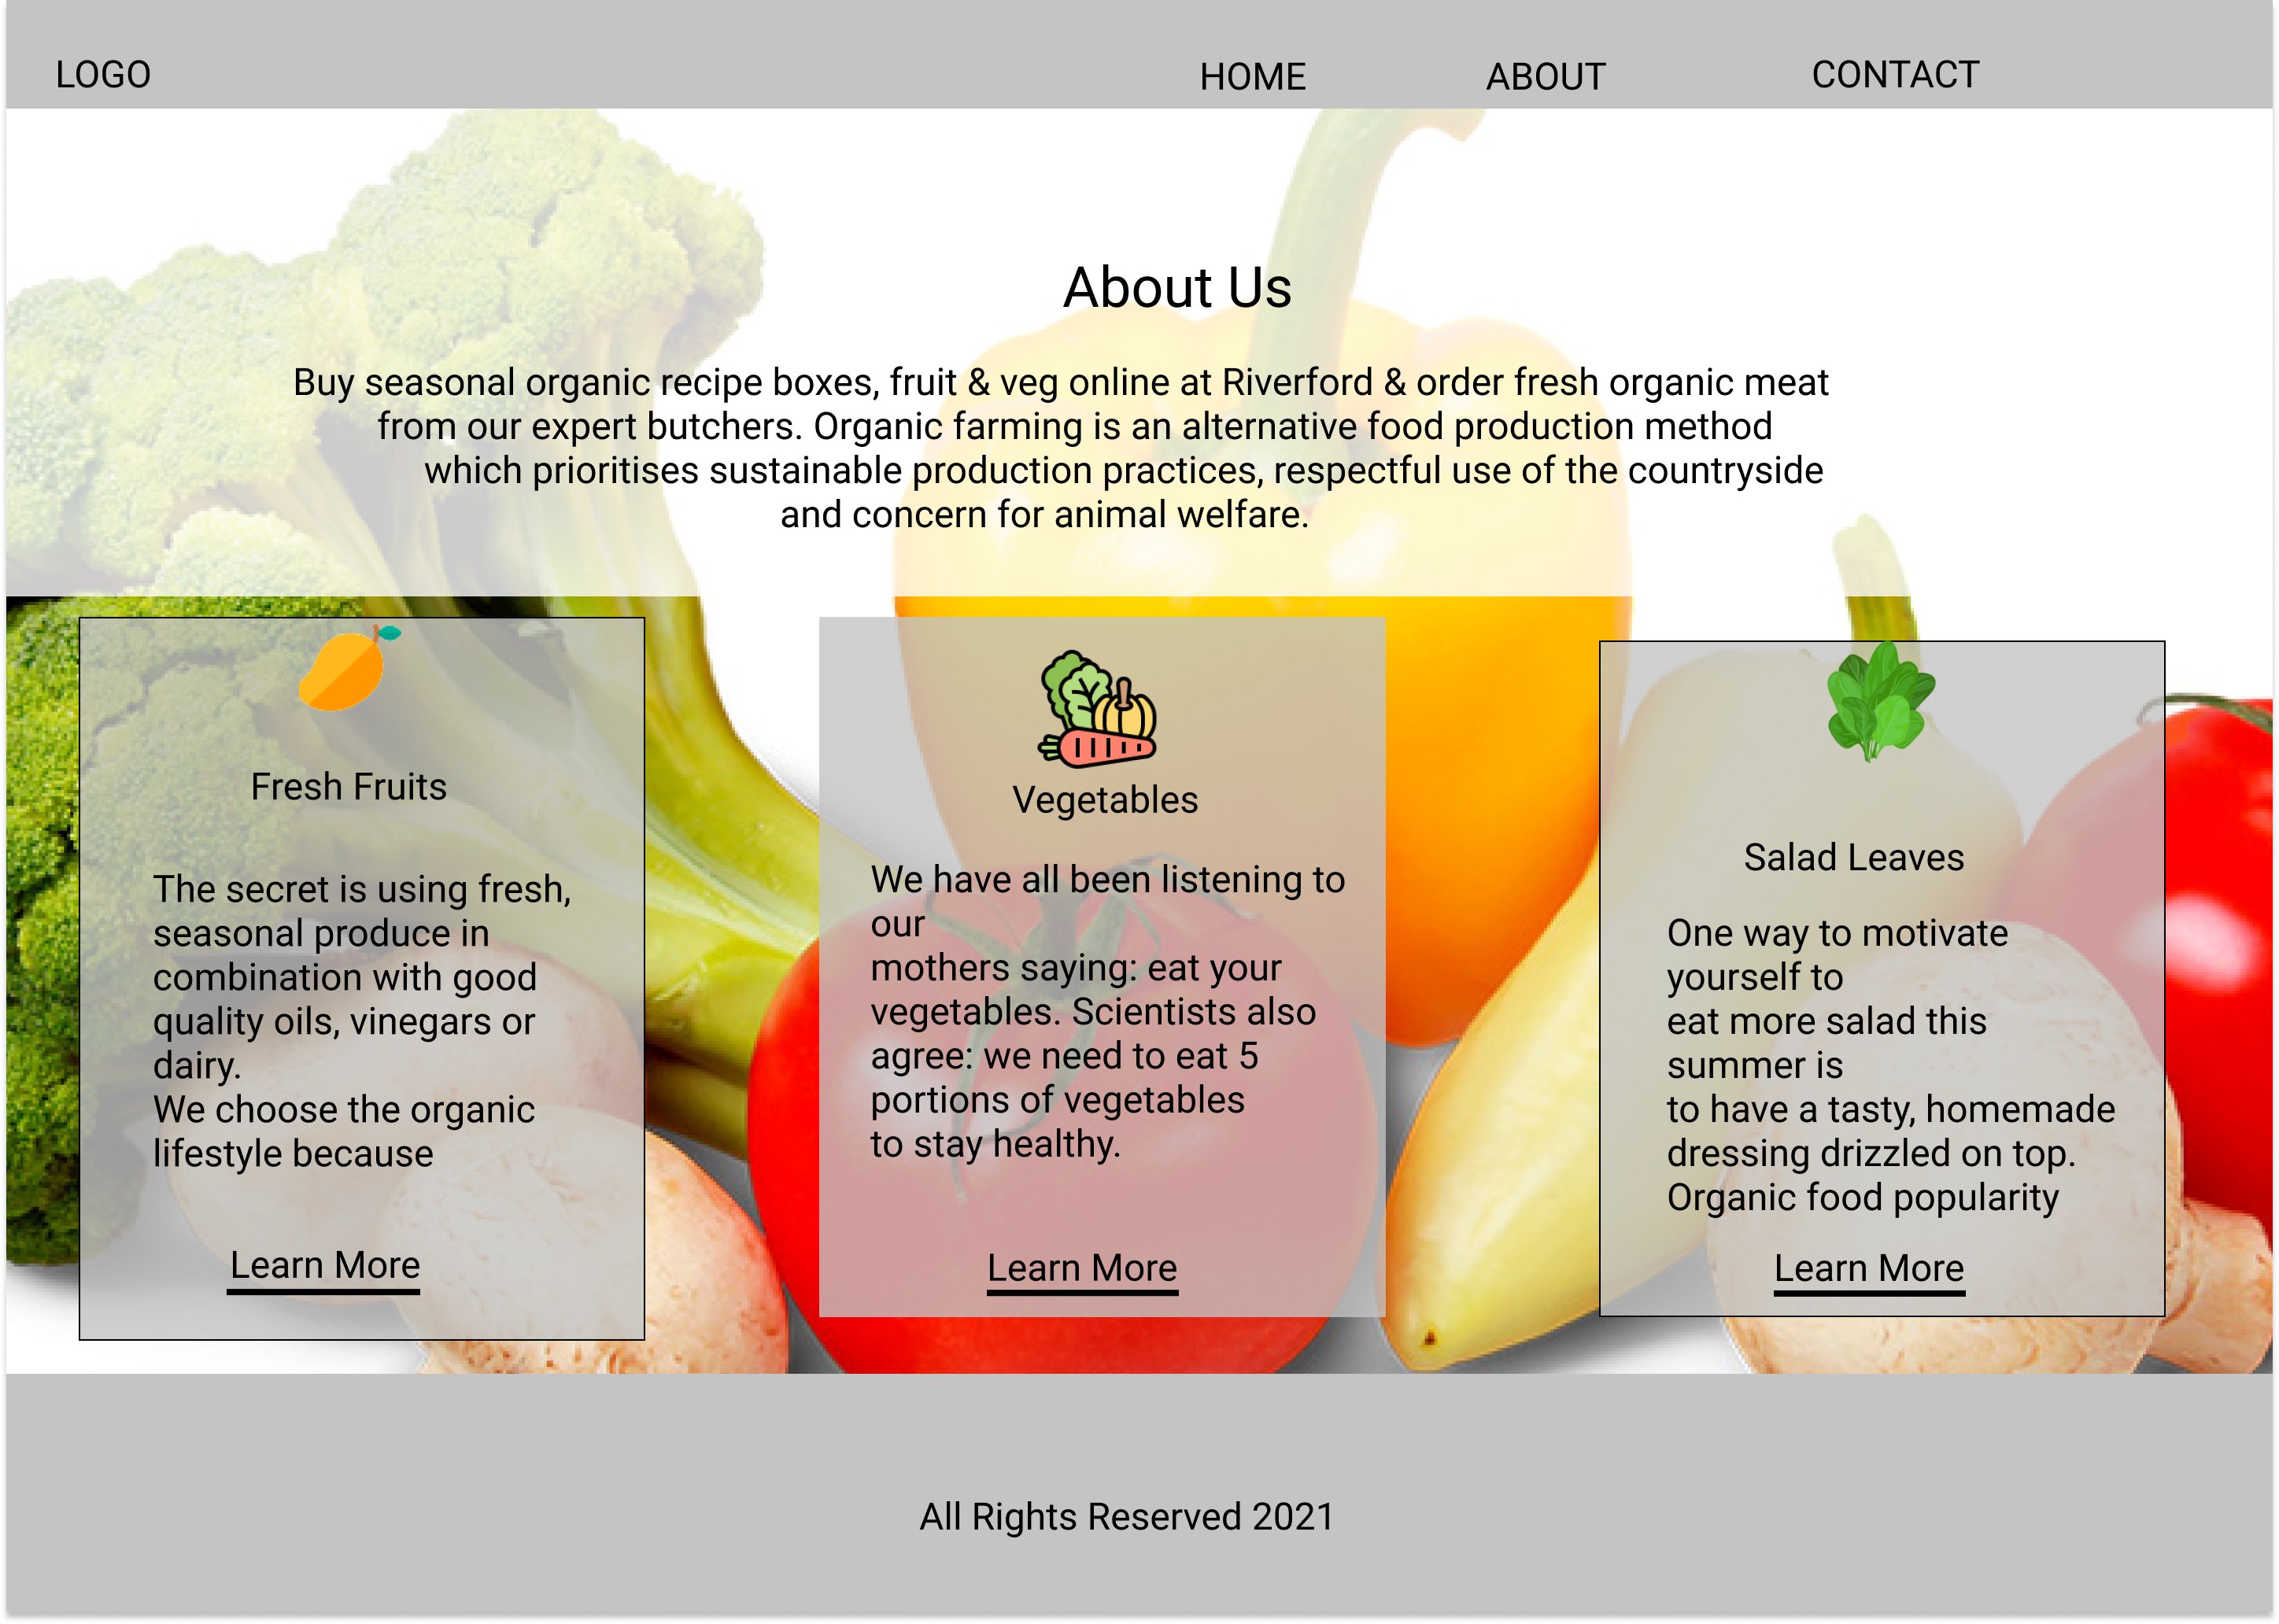 LOGO
HOME
ABOUT
CONTACT
About Us
Buy seasonal organic recipe boxes, fruit & veg online at Riverford & order fresh organic meat
from our expert butchers. Organic farming is an alternative food production method
which prioritises sustainable production practices, respectful use of the countryside
and concern for animal welfare.
Fresh Fruits
The secret is using fresh,
seasonal produce in
combination with good
quality oils, vinegars or
dairy.
We choose the organic
lifestyle because
Learn More
Vegetables
We have all been listening to
our
mothers saying: eat your
vegetables. Scientists also
agree: we need to eat 5
portions of vegetables
to stay healthy.
Learn More
Salad Leaves
One way to motivate
yourself to
eat more salad this
summer is
to have a tasty, homemade
dressing drizzled on top.
Organic food popularity
Learn More
All Rights Reserved 2021